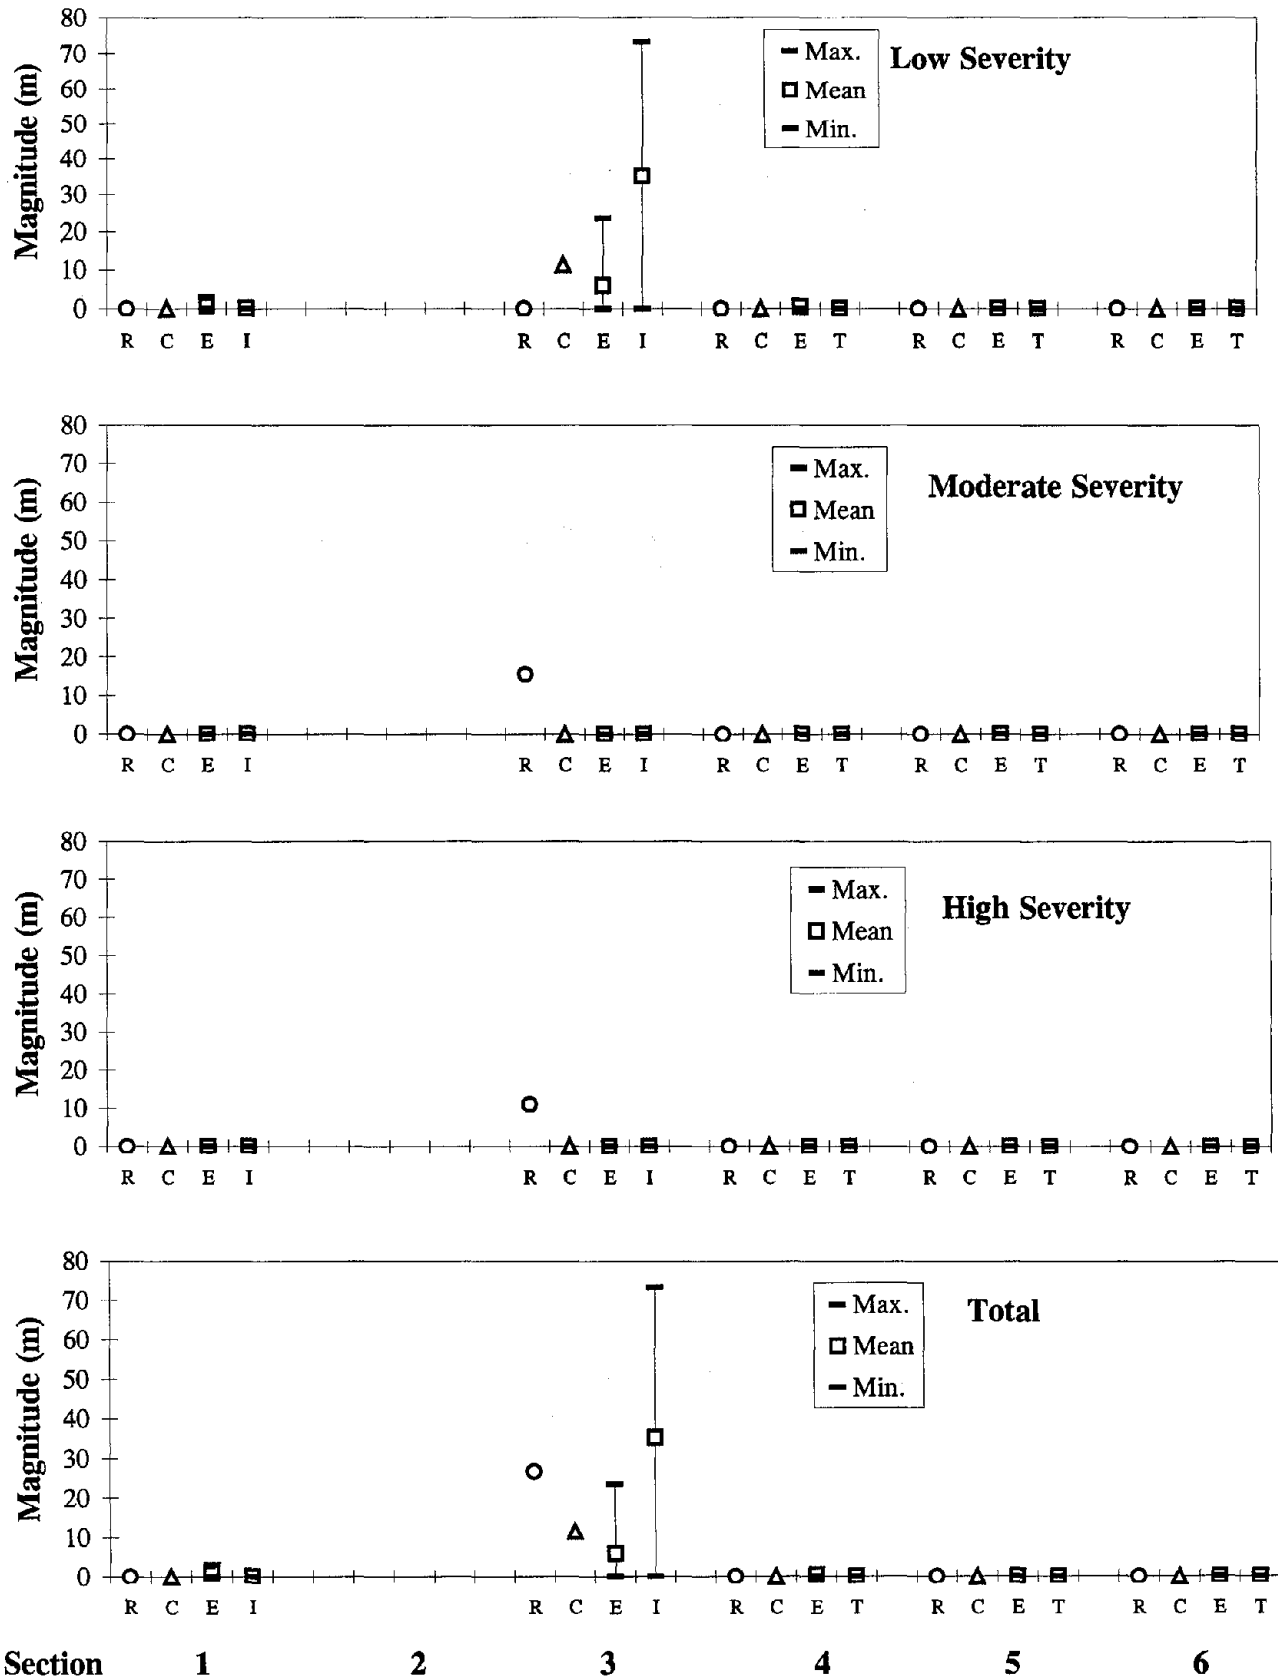 80
70
60
50
40
30
20
10
0
Magnitude (m)
Max.
Mean
Min.
Low Severity
R C E I R C E I R C E T R C E T R C E T
80
70
60
50
40
30
20
10
0
Magnitude (m)
Max.
Mean
Min.
Moderate Severity
R C E I R C E I R C E T R C E T R C E T
80
70
60
50
40
30
20
10
0
Magnitude (m)
Max.
Mean
Min.
High Severity
R C E I R C E I R C E T R C E T R C E T
80
70
60
50
40
30
20
10
0
Magnitude (m)
Max.
Mean
Min.
Total
R C E I R C E I R C E T R C E T R C E T
Section 1 2 3 4 5 6